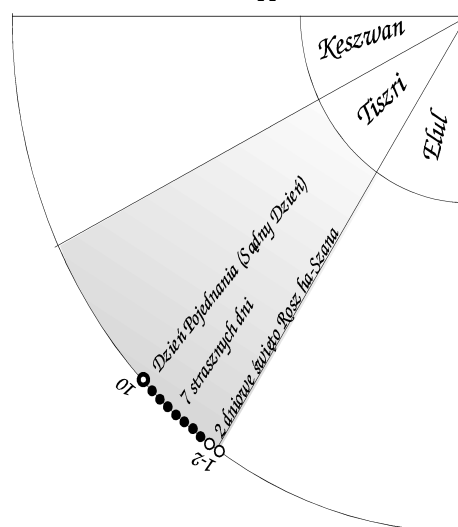 Keszwan
Tiszri
Elul
Dzień Pojednania (Sądny Dzień)
7 strasznych dni
2 dniowe święto Rosz ha-Szana
10
1-2